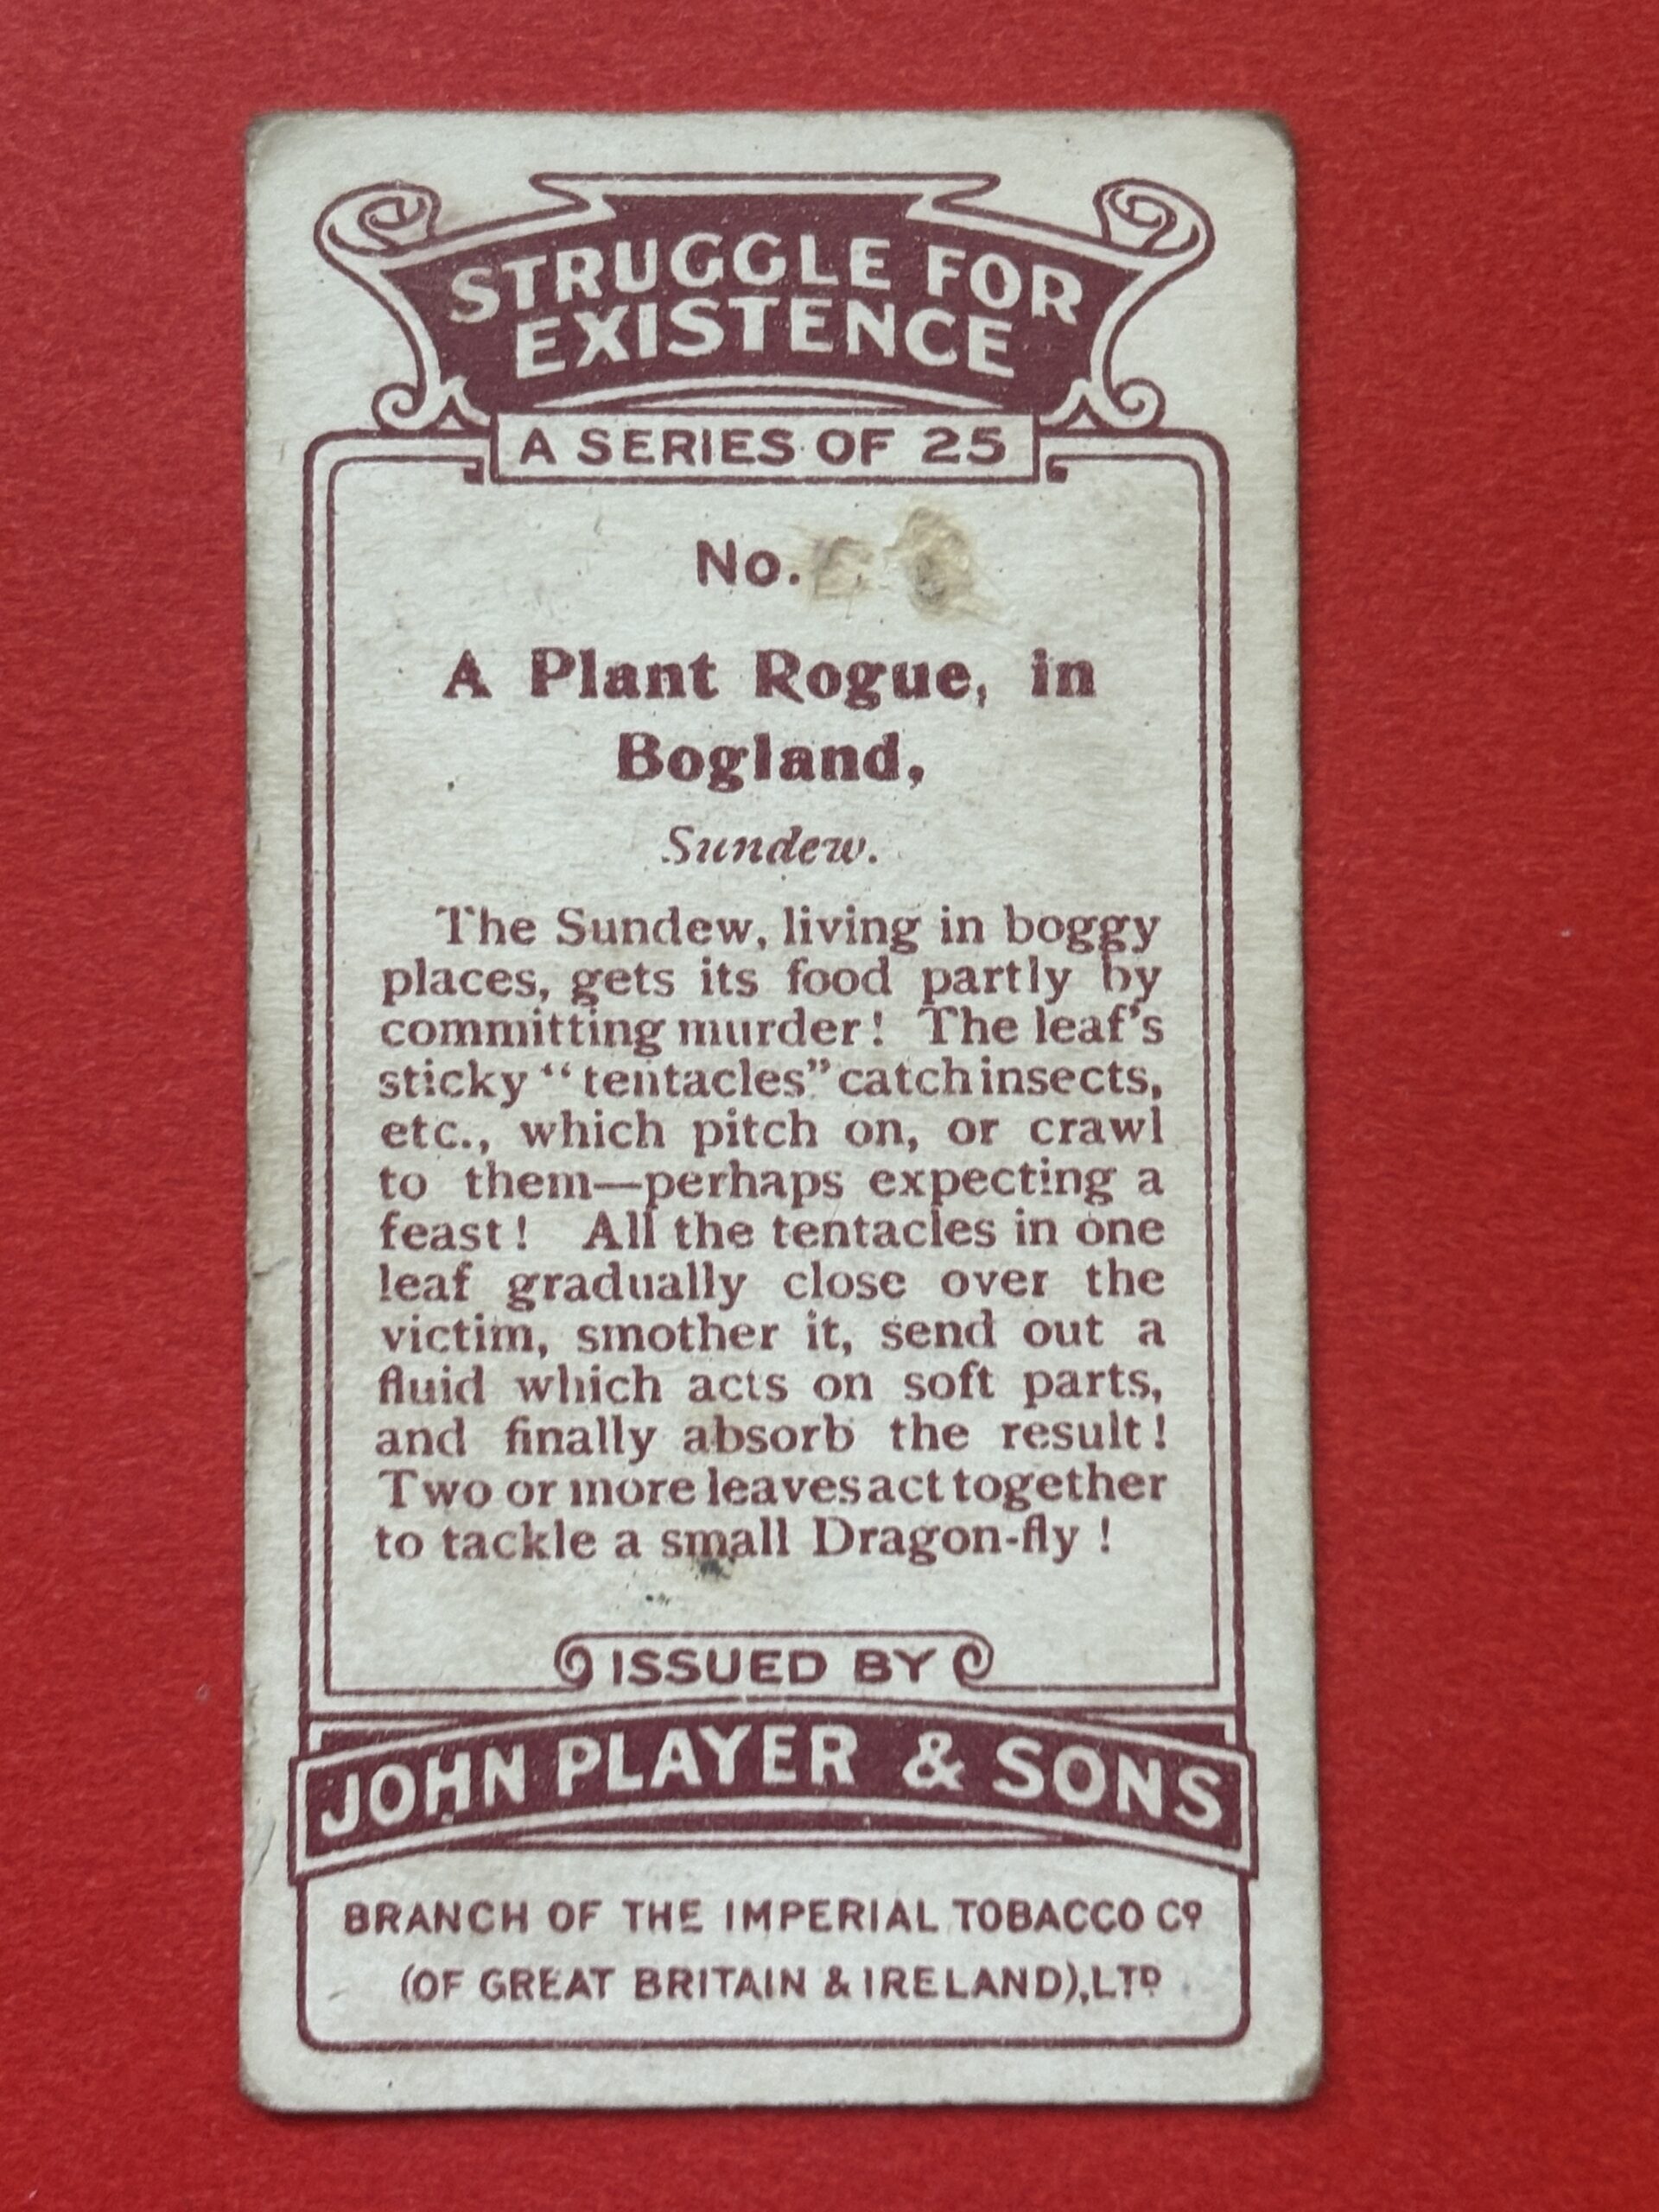 STRUGGLE FOR
EXISTENCE
A SERIES OF 25
No.
A Plant Rogue, in
Bogland,
Sundew.
The Sundew, living in boggy
places, gets its food partly by
committing murder! The leaf's
sticky "tentacles" catch insects,
etc., which pitch on, or crawl
to them—perhaps expecting a
feast! All the tentacles in one
leaf gradually close over the
victim, smother it, send out a
fluid which acts on soft parts,
and finally absorb the result!
Two or more leaves act together
to tackle a small Dragon-fly!
ISSUED BY
JOHN PLAYER & SONS
BRANCH OF THE IMPERIAL TOBACCO Cº
(OF GREAT BRITAIN & IRELAND), LTD